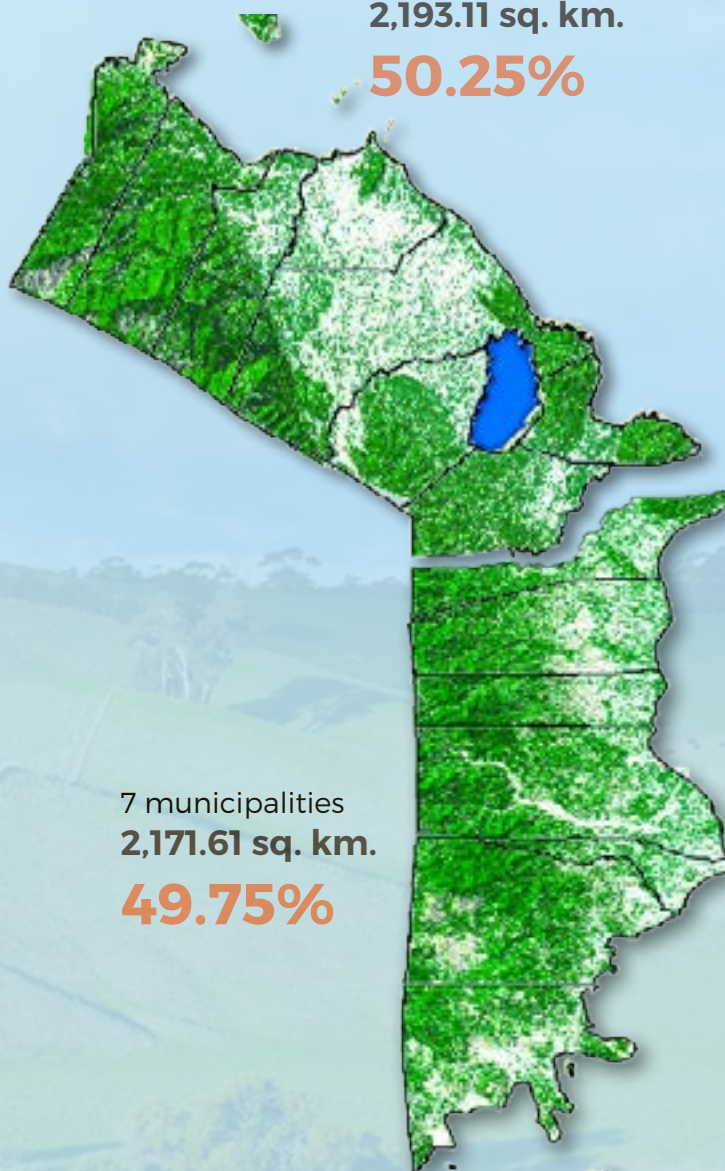 2,193.11 sq. km.
50.25%
7 municipalities
2,171.61 sq. km.
49.75%